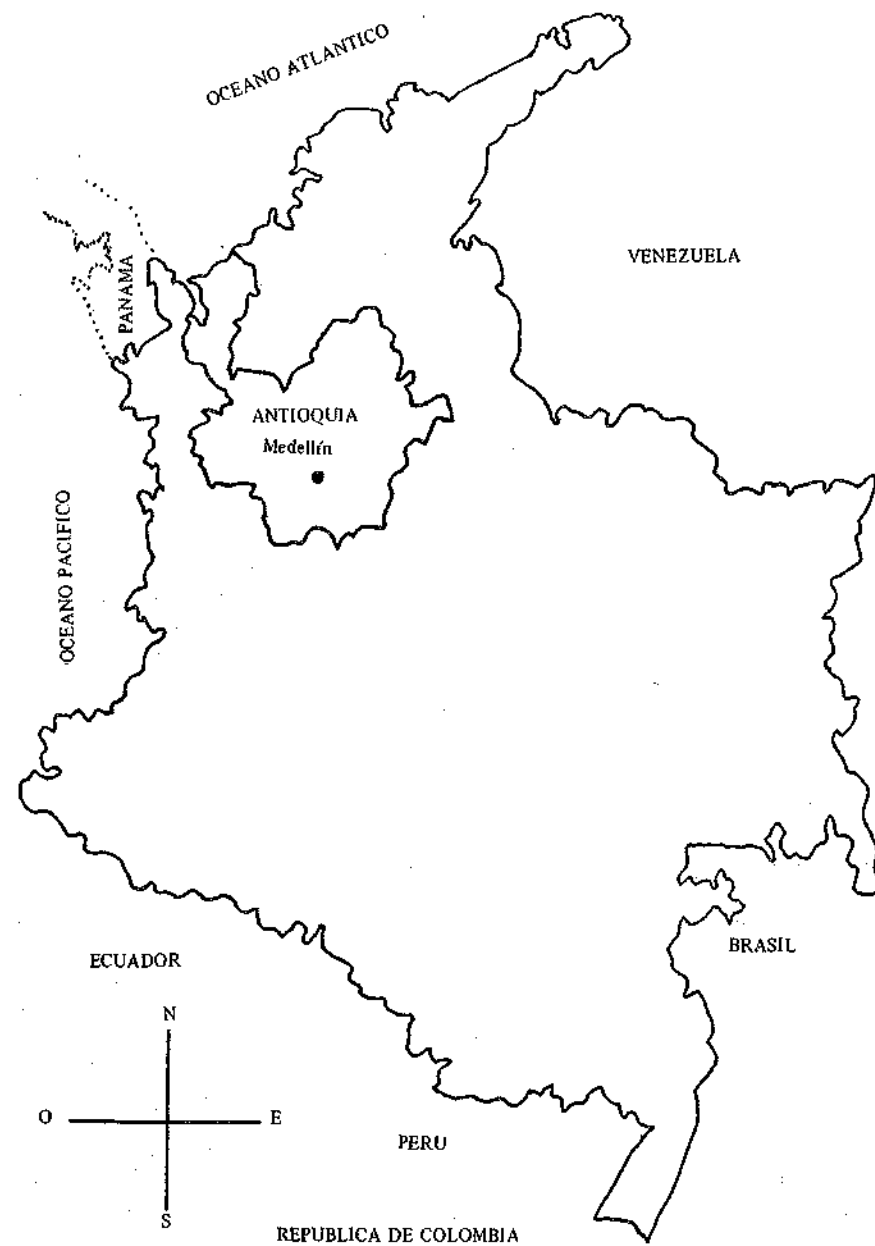 OCEANO ATLANTICO
VENEZUELA
PANAMA
ANTIOQUIA
Medellín
OCEANO PACIFICO
BRASIL
ECUADOR
N
O
E
S
PERU
REPUBLICA DE COLOMBIA